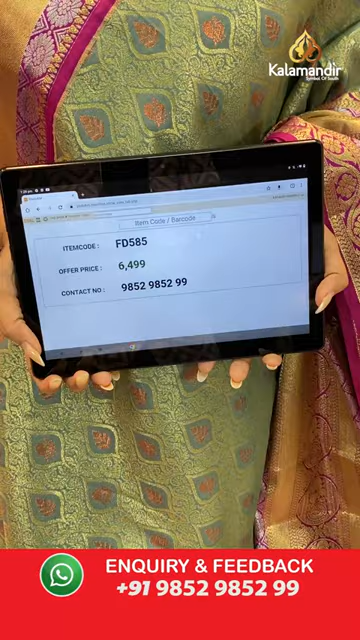 Kalamandir
Symbol Of South
Item Code / Barcode
ITEMCODE : FD585
OFFER PRICE : 6,499
CONTACT NO : 9852 9852 99
ENQUIRY & FEEDBACK
+91 9852 9852 99